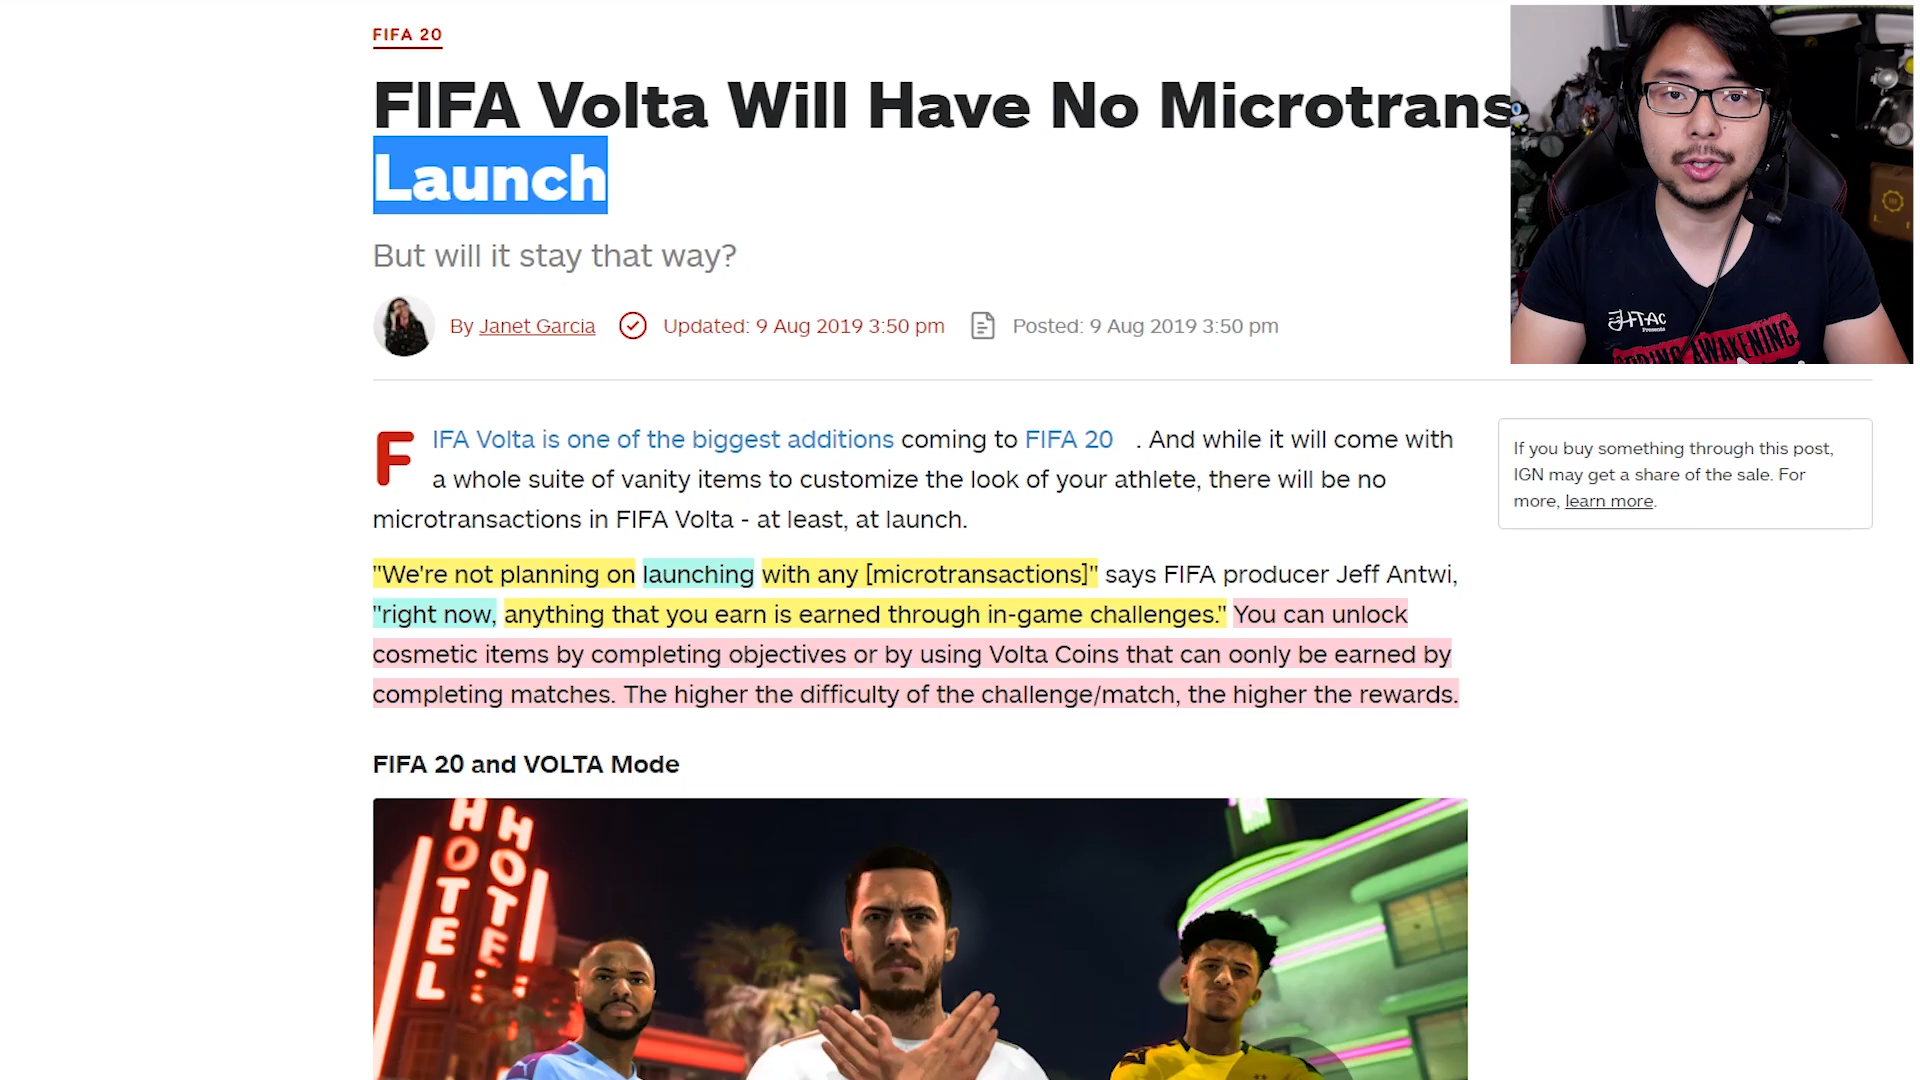 FIFA 20
FIFA Volta Will Have No Microtrans
Launch
But will it stay that way?
By Janet Garcia Updated: 9 Aug 2019 3:50 pm Posted: 9 Aug 2019 3:50 pm
FIFA Volta is one of the biggest additions coming to FIFA 20 . And while it will come with
a whole suite of vanity items to customize the look of your athlete, there will be no
microtransactions in FIFA Volta - at least, at launch.
"We're not planning on launching with any [microtransactions]" says FIFA producer Jeff Antwi,
"right now, anything that you earn is earned through in-game challenges." You can unlock
cosmetic items by completing objectives or by using Volta Coins that can oonly be earned by
completing matches. The higher the difficulty of the challenge/match, the higher the rewards.
If you buy something through this post,
IGN may get a share of the sale. For
more, learn more.
FIFA 20 and VOLTA Mode
HOTEL
HOTEL
Presents
AWAKENING